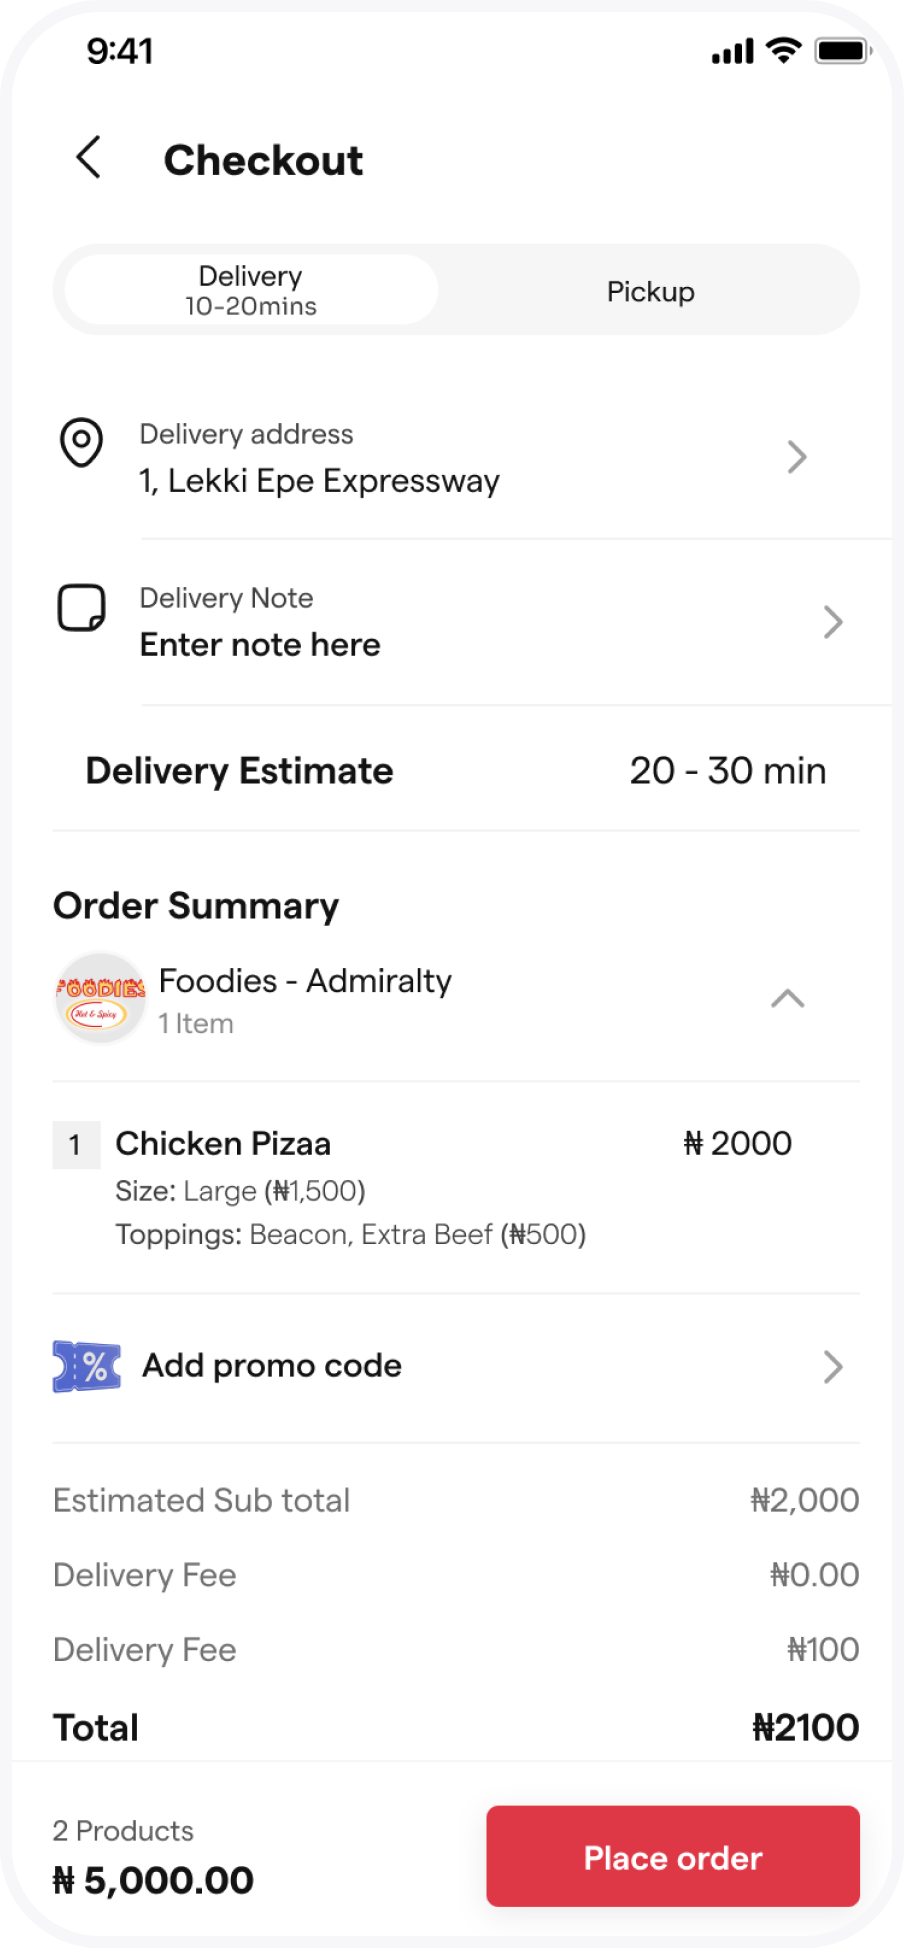 9:41
Checkout
Delivery
10-20mins
Pickup
Delivery address
1, Lekki Epe Expressway
Delivery Note
Enter note here
Delivery Estimate 20 - 30 min
Order Summary
FOODIES
Hot & Spicy
Foodies - Admiralty
1 Item
1 Chicken Pizaa ₦ 2000
Size: Large (₦1,500)
Toppings: Beacon, Extra Beef (₦500)
% Add promo code
Estimated Sub total ₦2,000
Delivery Fee ₦0.00
Delivery Fee ₦100
Total ₦2100
2 Products
₦ 5,000.00
Place order